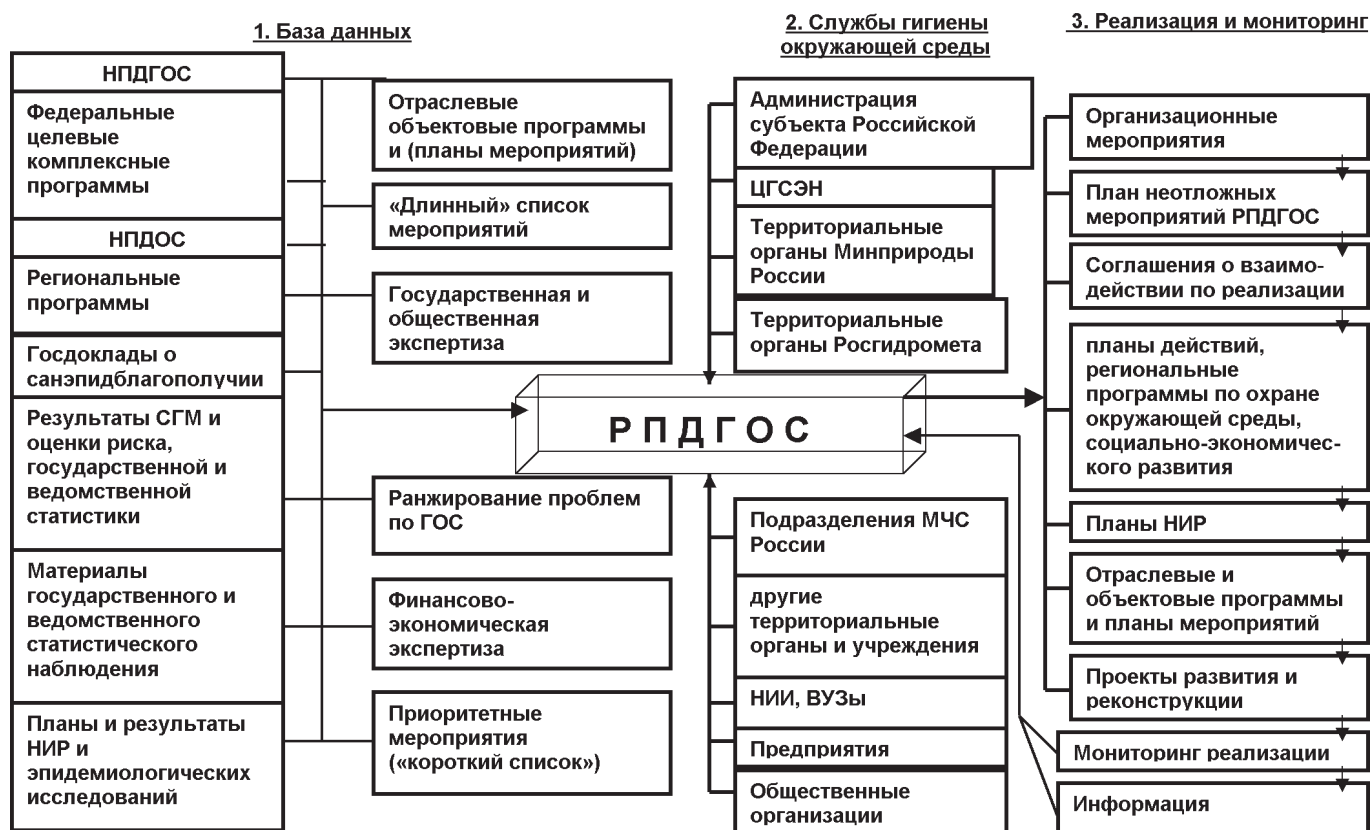 1. База данных
НПДГОС
Федеральные
целевые
комплексные
программы
НПДОС
Региональные
программы
Госдоклады о
санэпидблагополучии
Результаты СГМ и
оценки риска,
государственной и
ведомственной
статистики
Материалы
государственного и
ведомственного
статистического
наблюдения
Планы и результаты
НИР и
эпидемиологических
исследований
Отраслевые
объектовые программы
и (планы мероприятий)
«Длинный» список
мероприятий
Государственная и
общественная
экспертиза
Ранжирование проблем
по ГОС
Финансово-
экономическая
экспертиза
Приоритетные
мероприятия
(«короткий список»)
2. Службы гигиены
окружающей среды
Администрация
субъекта Российской
Федерации
ЦГСЭН
Территориальные
органы Минприроды
России
Территориальные
органы Росгидромета
РПДГОС
Подразделения МЧС
России
другие
территориальные
органы и учреждения
НИИ, ВУЗы
Предприятия
Общественные
организации
3. Реализация и мониторинг
Организационные
мероприятия
План неотложных
мероприятий РПДГОС
Соглашения о взаимо-
действии по реализации
планы действий,
региональные
программы по охране
окружающей среды,
социально-экономичес-
кого развития
Планы НИР
Отраслевые и
объектовые программы
и планы мероприятий
Проекты развития и
реконструкции
Мониторинг реализации
Информация